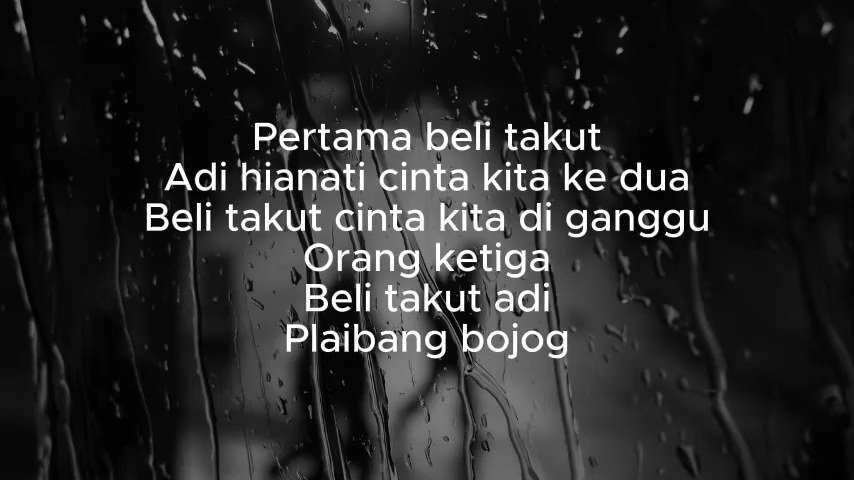 Pertama beli takut
Adi hianati cinta kita ke dua
Beli takut cinta kita di ganggu
Orang ketiga
Beli takut adi
Plaibang bojog